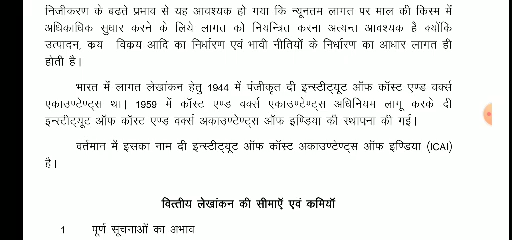 निजीकरण के बढते प्रभाव से यह आवश्यक हो गया कि न्यूनतम लागत पर माल की किस्म में
अधिकाधिक सुधार करने के लिये लागत को नियन्त्रित करना अत्यन्त आवश्यक है क्योंकि
उत्पादन, कय विकय आदि का निर्धारण एवं भावी नीतियों के निर्धारण का आधार लागत ही
होती है।
भारत में लागत लेखांकन हेतु 1944 में पंजीकृत दी इन्स्टीट्यूट ऑफ कॉस्ट एण्ड वर्क्स
एकाउण्टेण्ट्स था। 1959 में कॉस्ट एण्ड वर्क्स एकाउण्टेण्ट्स अधिनियम लागू करके दी
इन्स्टीट्यूट ऑफ कॉस्ट एण्ड वर्क्स अकाउण्टेण्ट्स ऑफ इण्डिया की स्थापना की गई।
वर्तमान में इसका नाम दी इन्स्टीट्यूट ऑफ कॉस्ट अकाउण्टेण्ट्स ऑफ इण्डिया (ICAI)
है।
वित्तीय लेखांकन की सीमाऐं एवं कमियॉ
1 पूर्ण सूचनाओं का अभाव